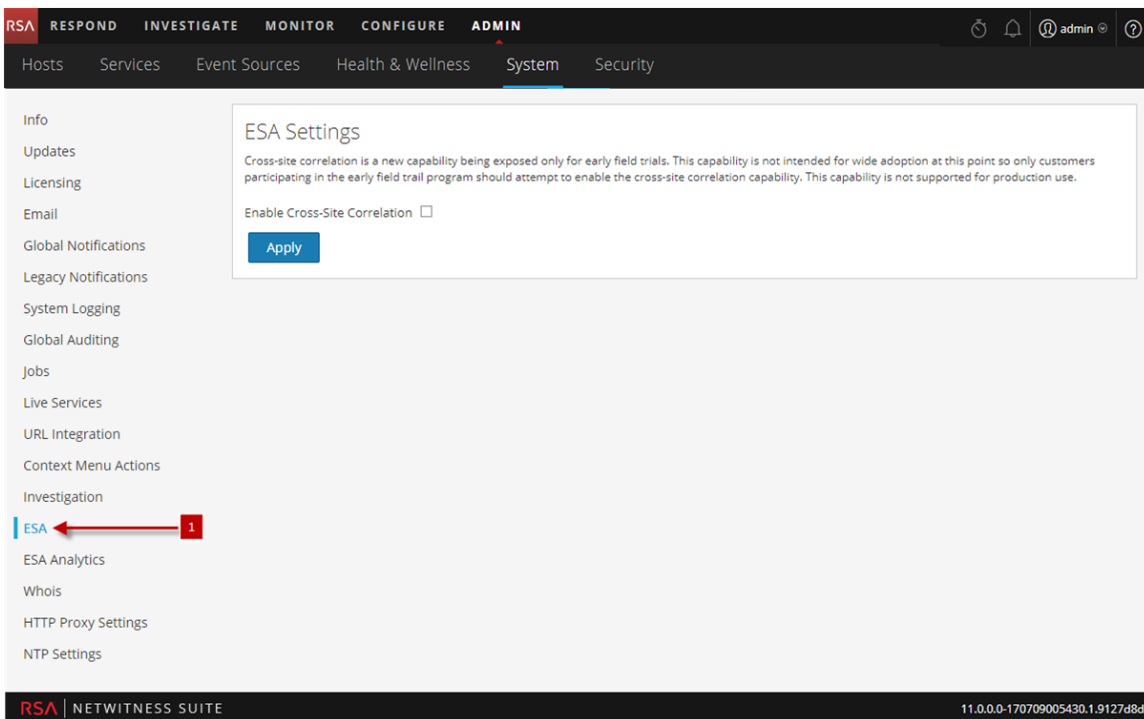 RSA RESPOND INVESTIGATE MONITOR CONFIGURE ADMIN admin ?
Hosts Services Event Sources Health & Wellness System Security
Info
Updates
Licensing
Email
Global Notifications
Legacy Notifications
System Logging
Global Auditing
Jobs
Live Services
URL Integration
Context Menu Actions
Investigation
ESA 1
ESA Analytics
Whois
HTTP Proxy Settings
NTP Settings
ESA Settings
Cross-site correlation is a new capability being exposed only for early field trials. This capability is not intended for wide adoption at this point so only customers
participating in the early field trail program should attempt to enable the cross-site correlation capability. This capability is not supported for production use.
Enable Cross-Site Correlation
Apply
RSA NETWITNESS SUITE 11.0.0.0-170709005430.1.9127d8d